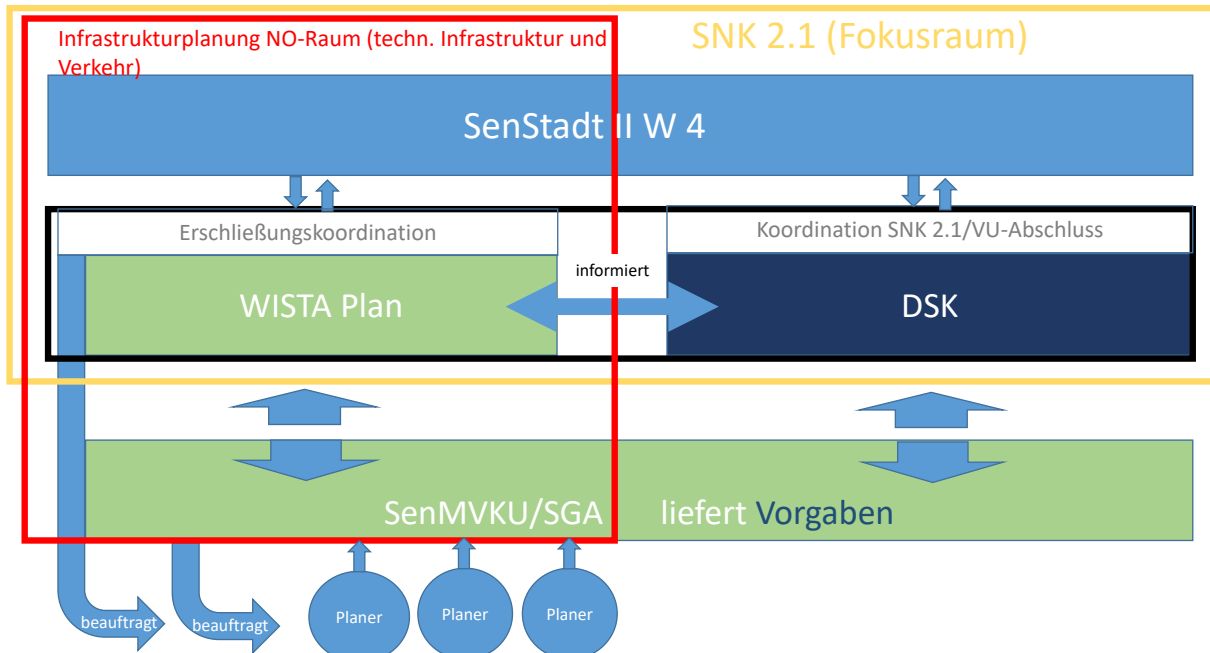 Infrastrukturplanung NO-Raum (techn. Infrastruktur und
Verkehr)
SNK 2.1 (Fokusraum)
SenStadt II W 4
Erschließungskoordination
Koordination SNK 2.1/VU-Abschluss
informiert
WISTA Plan
DSK
SenMVKU/SGA liefert Vorgaben
beauftragt
beauftragt
Planer
Planer
Planer